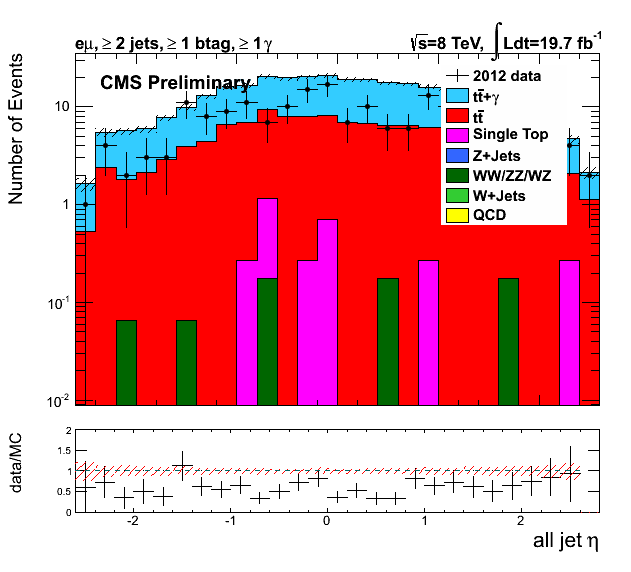 eμ, ≥ 2 jets, ≥ 1 btag, ≥ 1 γ √s=8 TeV, ∫Ldt=19.7 fb⁻¹
CMS Preliminary
Number of Events
10
1
10⁻¹
10⁻²
2012 data
tt̄+γ
tt̄
Single Top
Z+Jets
WW/ZZ/WZ
W+Jets
QCD
data/MC
2
1.5
1
0.5
0
-2 -1 0 1 2
all jet η